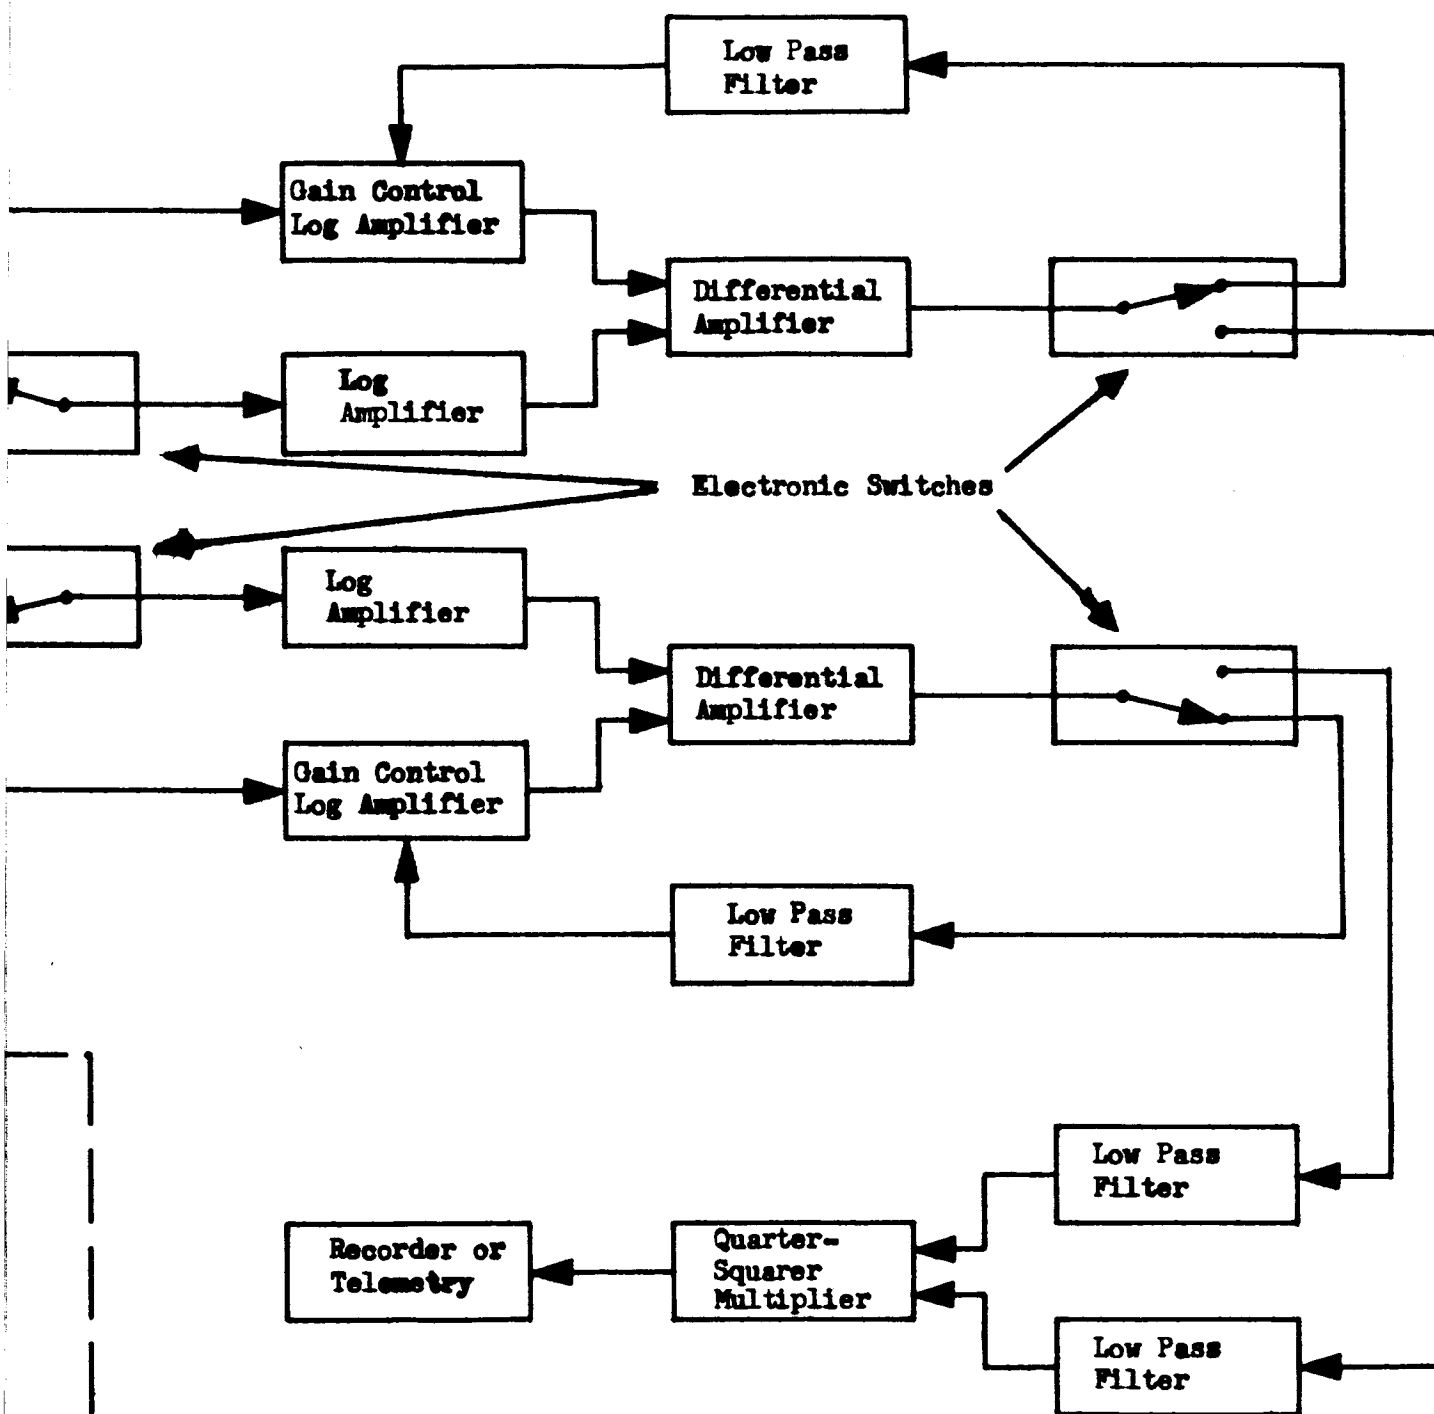 Low Pass
Filter
Gain Control
Log Amplifier
Differential
Amplifier
Log
Amplifier
Electronic Switches
Log
Amplifier
Differential
Amplifier
Gain Control
Log Amplifier
Low Pass
Filter
Low Pass
Filter
Recorder or
Telemetry
Quarter-
Squarer
Multiplier
Low Pass
Filter